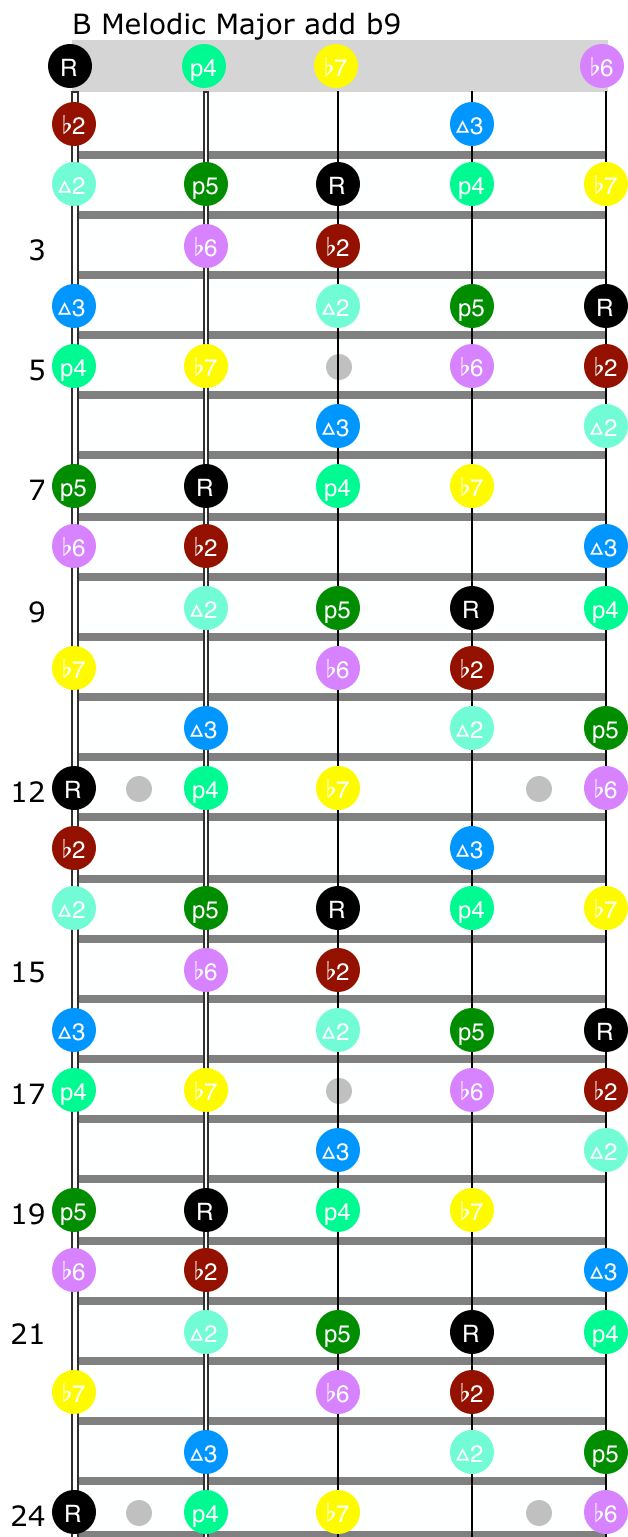 B Melodic Major add b9
R p4 ♭7 ♭6
♭2 △3
△2 p5 R p4 ♭7
3 ♭6 ♭2
△3 △2 p5 R
5 p4 ♭7 ♭6 ♭2
△3 △2
7 p5 R p4 ♭7
♭6 ♭2 △3
9 △2 p5 R p4
♭7 ♭6 ♭2
△3 △2 p5
12 R p4 ♭7 ♭6
♭2 △3
△2 p5 R p4 ♭7
15 ♭6 ♭2
△3 △2 p5 R
17 p4 ♭7 ♭6 ♭2
△3 △2
19 p5 R p4 ♭7
♭6 ♭2 △3
21 △2 p5 R p4
♭7 ♭6 ♭2
△3 △2 p5
24 R p4 ♭7 ♭6